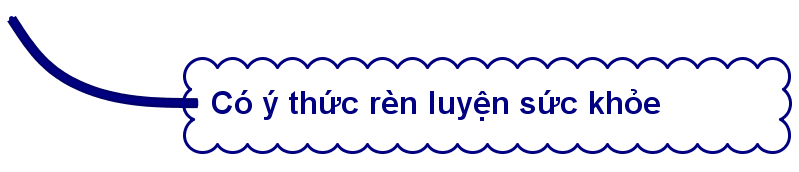 Có ý thức rèn luyện sức khỏe